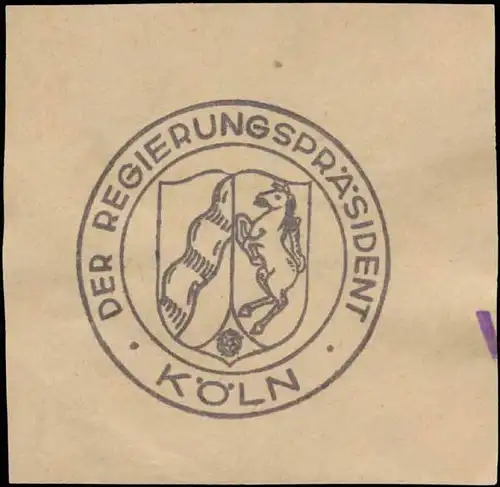 DER REGIERUNGSPRÄSIDENT
· KÖLN ·